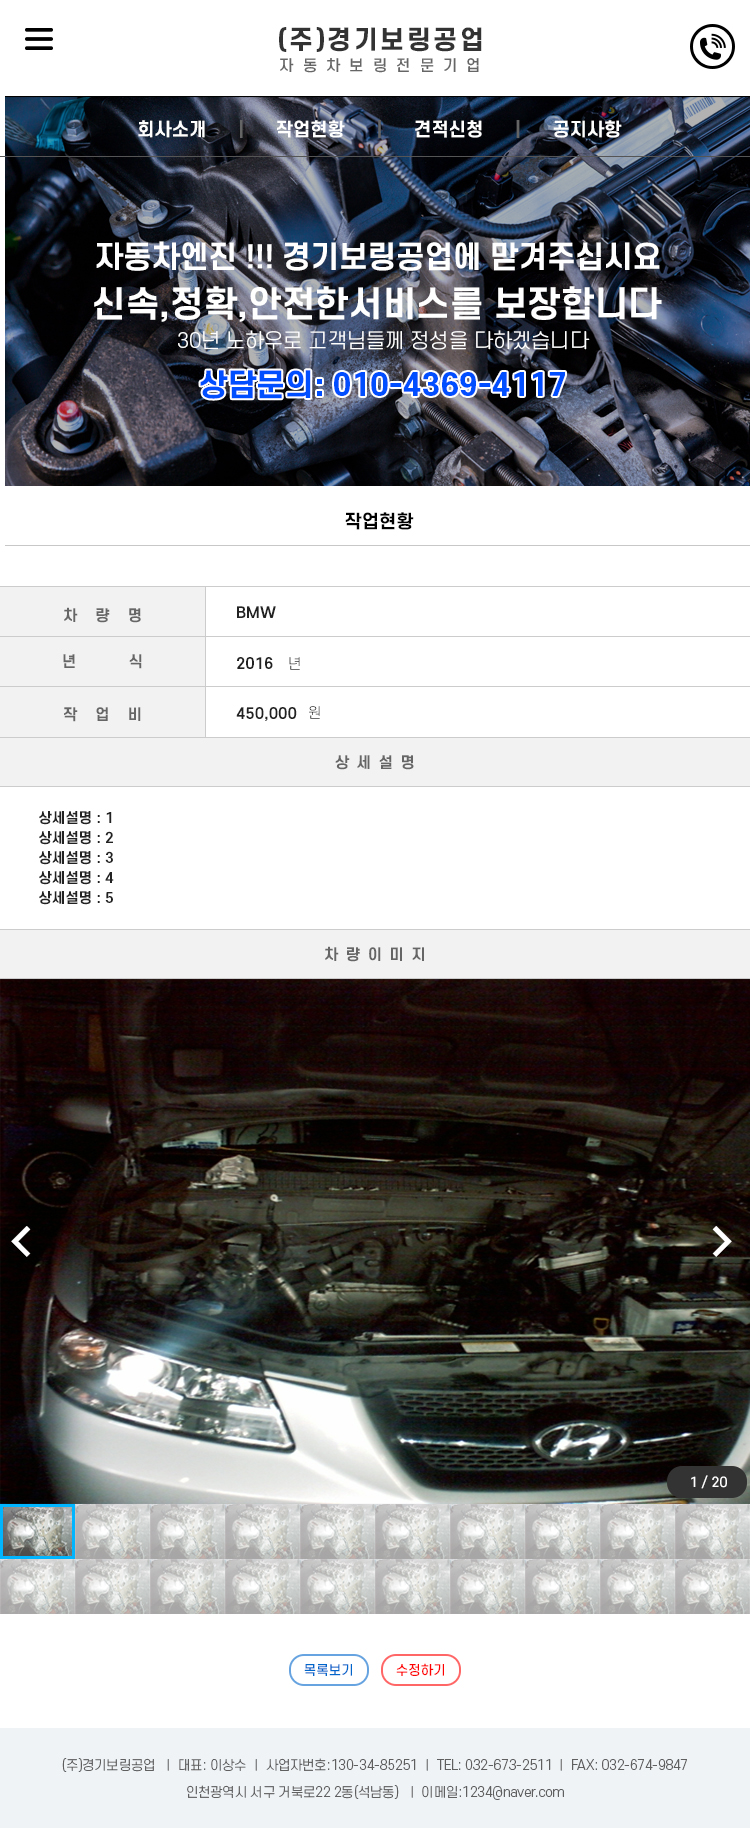 (주)경기보링공업
자동차보링전문기업
회사소개 | 작업현황 | 견적신청 | 공지사항
자동차엔진 !!! 경기보링공업에 맡겨주십시요
신속,정확,안전한서비스를 보장합니다
30년 노하우로 고객님들께 정성을 다하겠습니다
상담문의: 010-4369-4117
작업현황
차 량 명 BMW
년 식 2016 년
작 업 비 450,000 원
상 세 설 명
상세설명 : 1
상세설명 : 2
상세설명 : 3
상세설명 : 4
상세설명 : 5
차 량 이 미 지
1 / 20
목록보기 수정하기
(주)경기보링공업 | 대표: 이상수 | 사업자번호:130-34-85251 | TEL: 032-673-2511 | FAX: 032-674-9847
인천광역시 서구 거북로22 2동(석남동) | 이메일:1234@naver.com